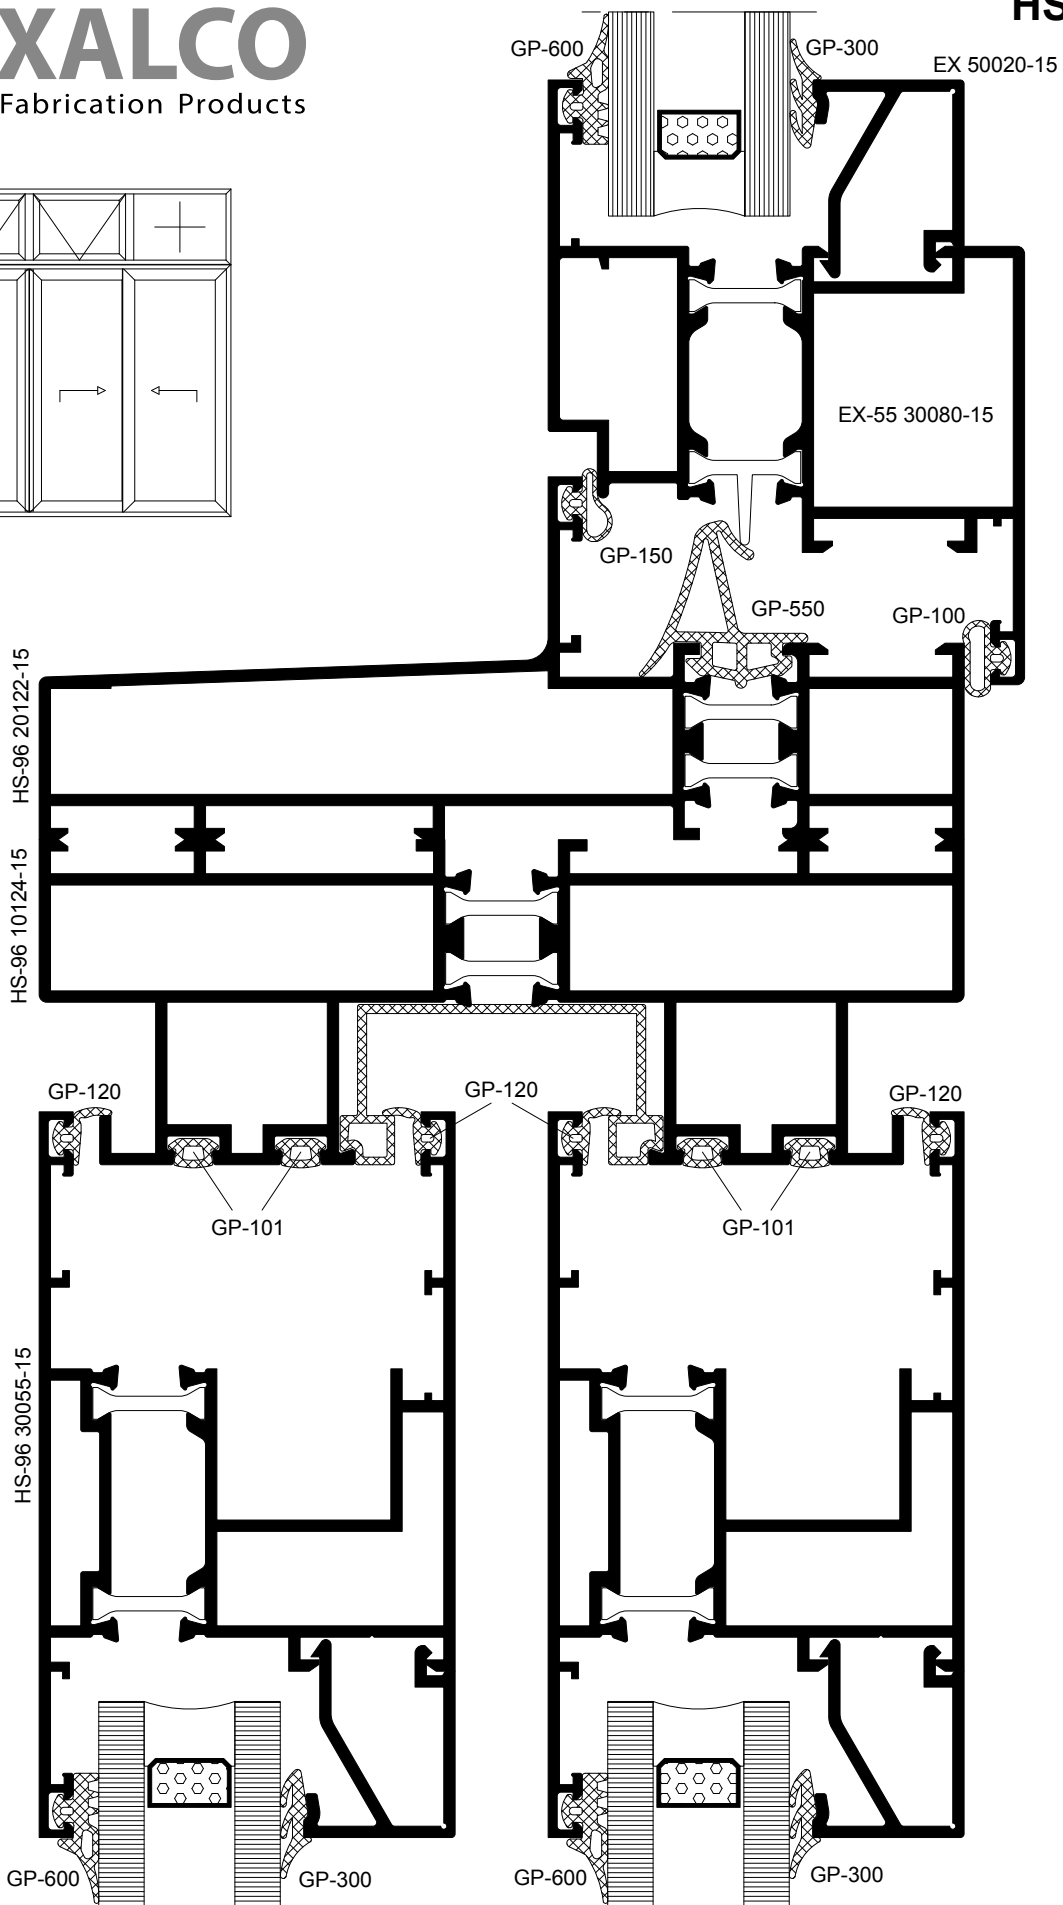 XALCO
Fabrication Products
HS
GP-600
GP-300
EX 50020-15
EX-55 30080-15
GP-150
GP-550
GP-100
HS-96 20122-15
HS-96 10124-15
GP-120
GP-120
GP-120
GP-101
GP-101
HS-96 30055-15
GP-600
GP-300
GP-600
GP-300